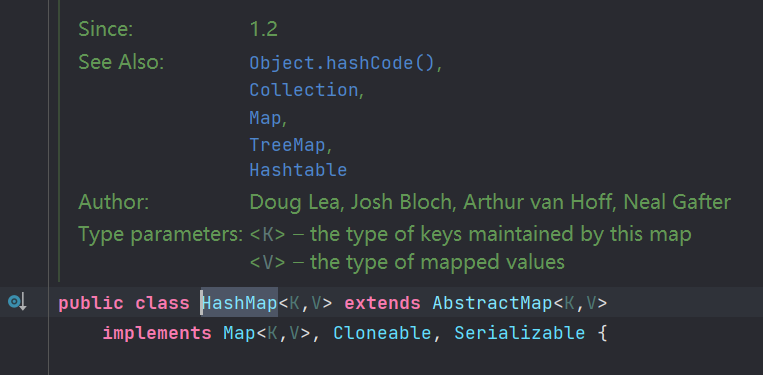 Since: 1.2
See Also: Object.hashCode(),
Collection,
Map,
TreeMap,
Hashtable
Author: Doug Lea, Josh Bloch, Arthur van Hoff, Neal Gafter
Type parameters: <K> – the type of keys maintained by this map
<V> – the type of mapped values
public class HashMap<K,V> extends AbstractMap<K,V>
implements Map<K,V>, Cloneable, Serializable {